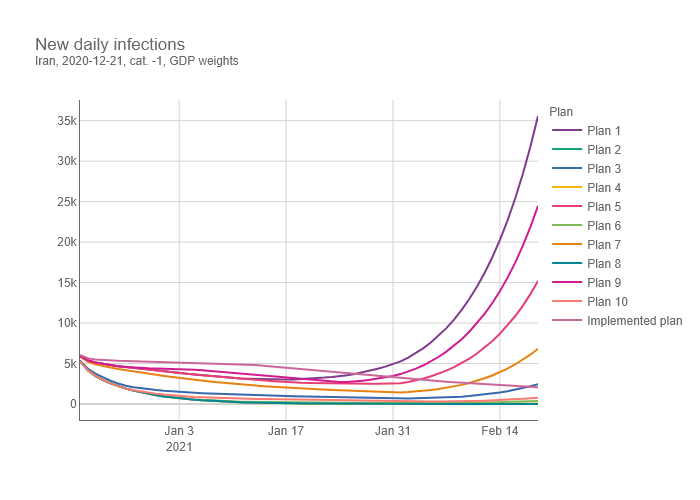 New daily infections
Iran, 2020-12-21, cat. -1, GDP weights
Plan
35k
30k
25k
20k
15k
10k
5k
0
Jan 3
2021
Jan 17
Jan 31
Feb 14
Plan 1
Plan 2
Plan 3
Plan 4
Plan 5
Plan 6
Plan 7
Plan 8
Plan 9
Plan 10
Implemented plan